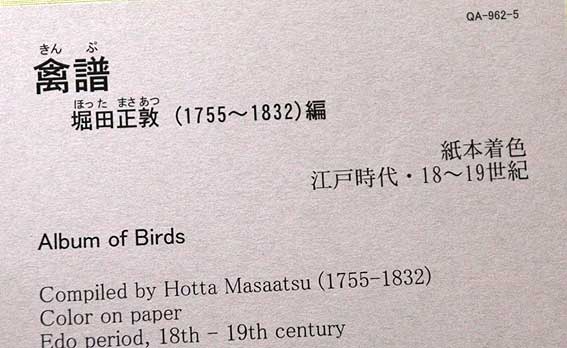 QA-962-5
きん ぷ
禽譜
ほった まさあつ
堀田正敦 (1755～1832)編
紙本着色
江戸時代・18～19世紀
Album of Birds
Compiled by Hotta Masaatsu (1755-1832)
Color on paper
Edo period, 18th - 19th century